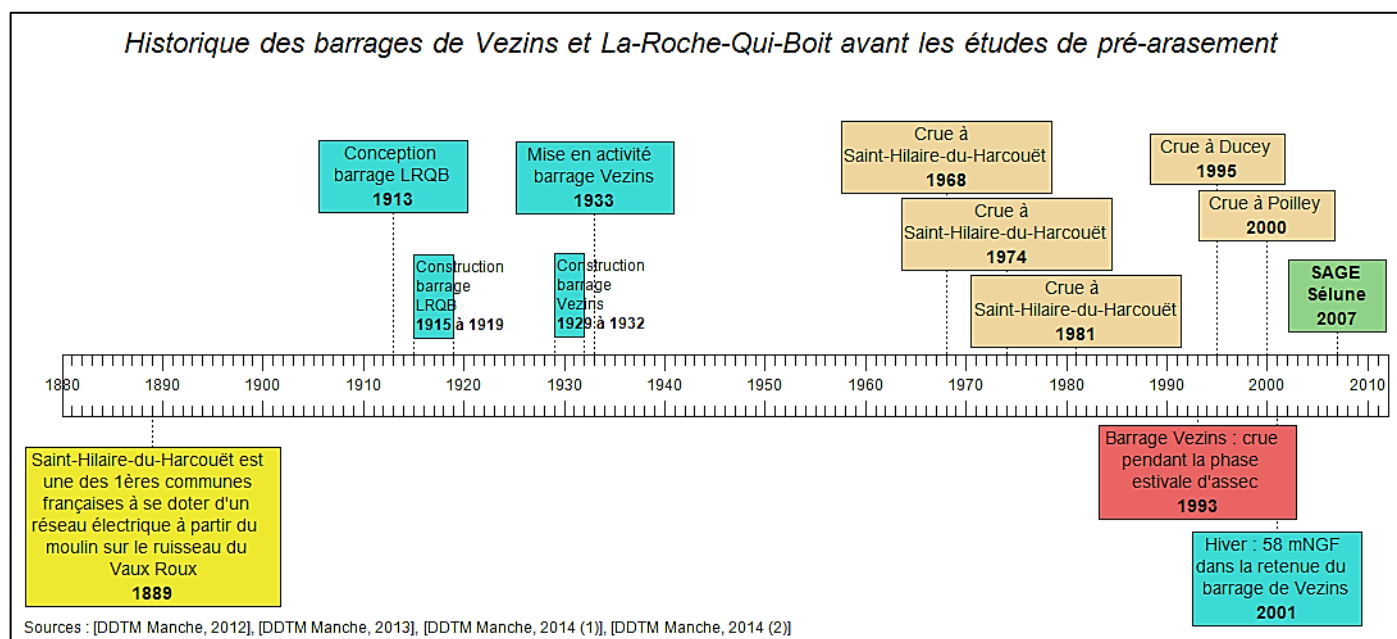 Historique des barrages de Vezins et La-Roche-Qui-Boit avant les études de pré-arasement
Conception
barrage LRQB
1913
Mise en activité
barrage Vezins
1933
Crue à
Saint-Hilaire-du-Harcouët
1968
Crue à Ducey
1995
Crue à
Saint-Hilaire-du-Harcouët
1974
Crue à Poilley
2000
Construction
barrage
LRQB
1915 à 1919
Construction
barrage
Vezins
1929 à 1932
Crue à
Saint-Hilaire-du-Harcouët
1981
SAGE
Sélune
2007
1880 1890 1900 1910 1920 1930 1940 1950 1960 1970 1980 1990 2000 2010
Saint-Hilaire-du-Harcouët est
une des 1ères communes
françaises à se doter d'un
réseau électrique à partir du
moulin sur le ruisseau du
Vaux Roux
1889
Barrage Vezins : crue
pendant la phase
estivale d'assec
1993
Hiver : 58 mNGF
dans la retenue du
barrage de Vezins
2001
Sources : [DDTM Manche, 2012], [DDTM Manche, 2013], [DDTM Manche, 2014 (1)], [DDTM Manche, 2014 (2)]